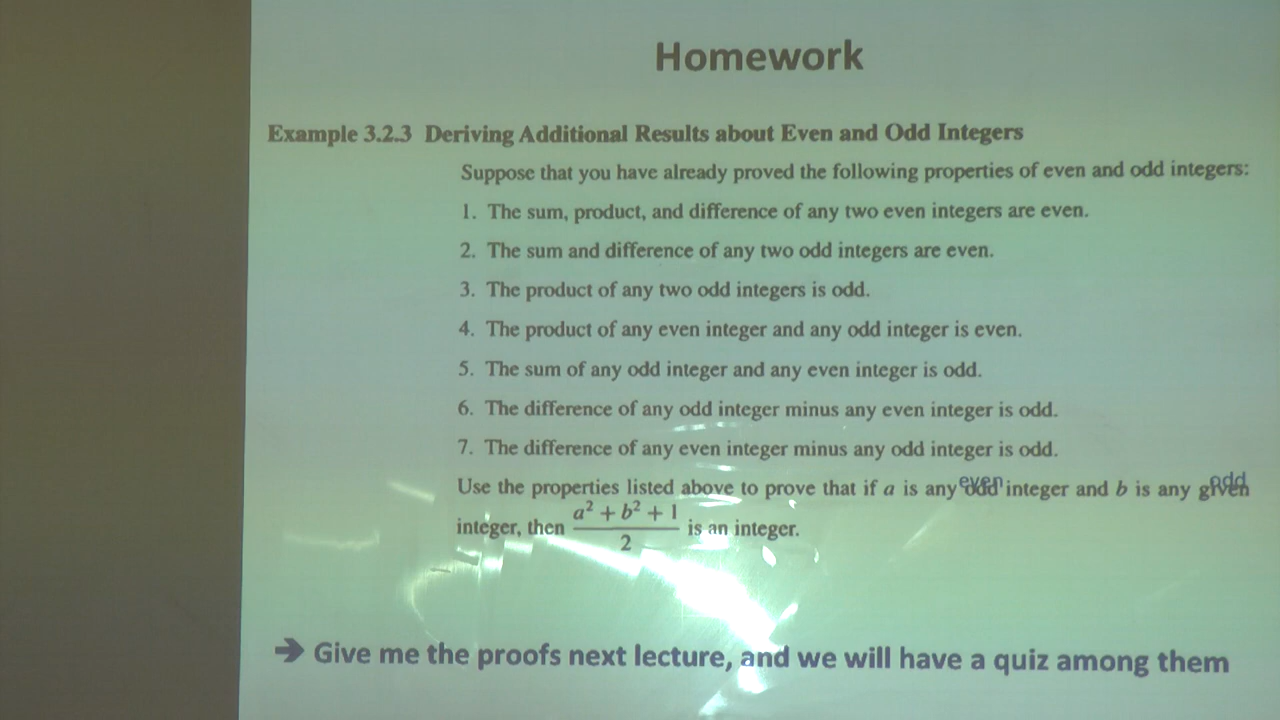 Homework
Example 3.2.3 Deriving Additional Results about Even and Odd Integers
Suppose that you have already proved the following properties of even and odd integers:
1. The sum, product, and difference of any two even integers are even.
2. The sum and difference of any two odd integers are even.
3. The product of any two odd integers is odd.
4. The product of any even integer and any odd integer is even.
5. The sum of any odd integer and any even integer is odd.
6. The difference of any odd integer minus any even integer is odd.
7. The difference of any even integer minus any odd integer is odd.
Use the properties listed above to prove that if a is any even integer and b is any odd
integer, then (a² + b² + 1)/2 is an integer.
➔ Give me the proofs next lecture, and we will have a quiz among them